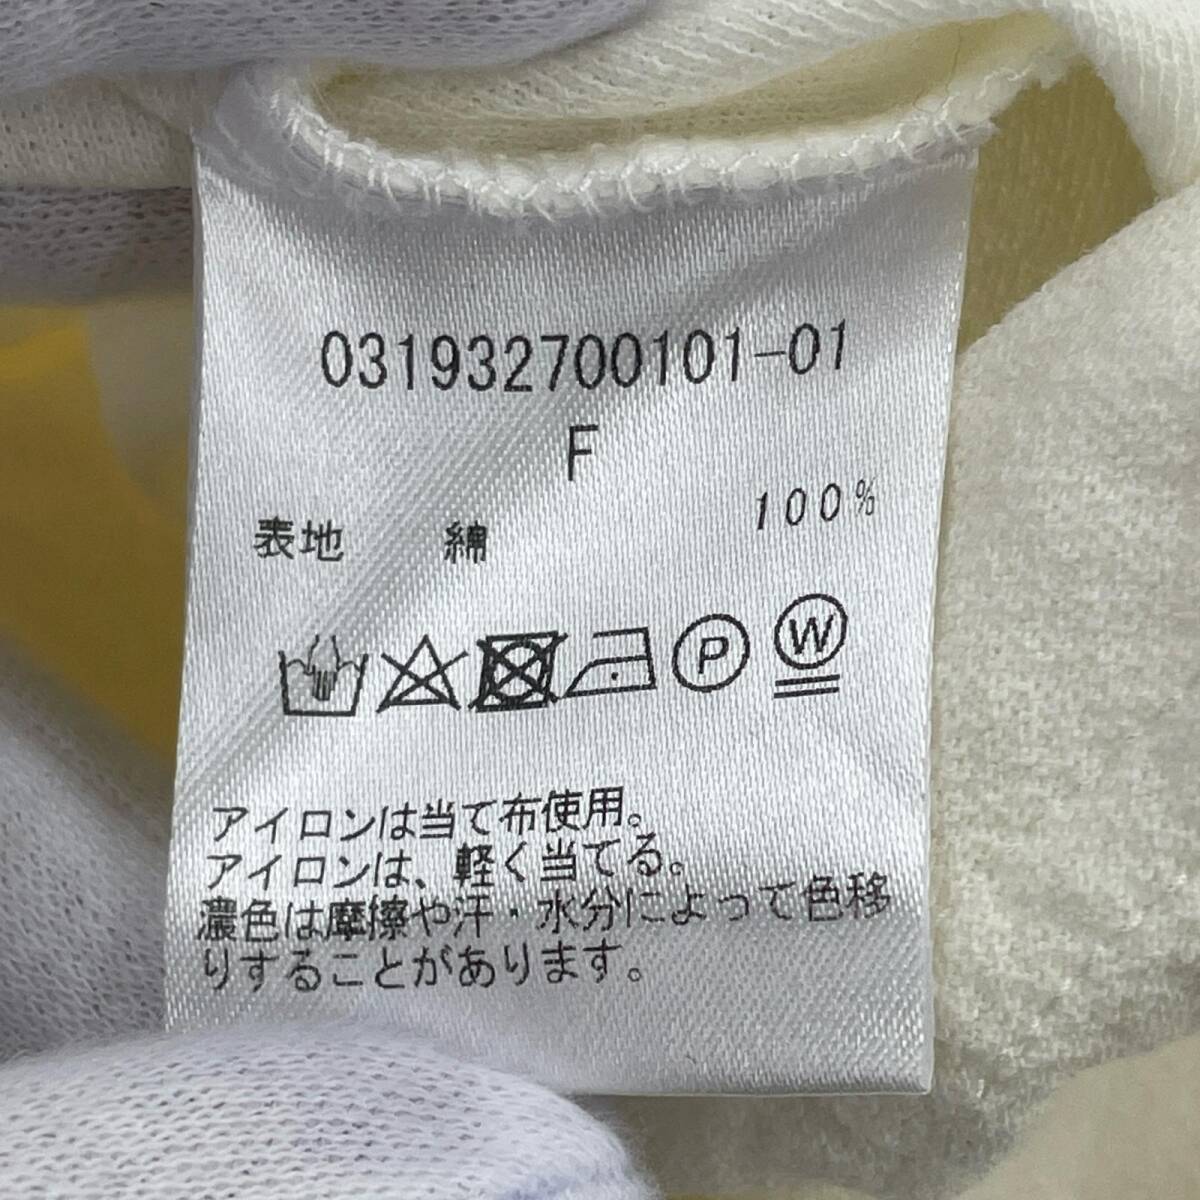 031932700101-01
F
表地 綿 100%
P W
アイロンは当て布使用。
アイロンは、軽く当てる。
濃色は摩擦や汗・水分によって色移
りすることがあります。